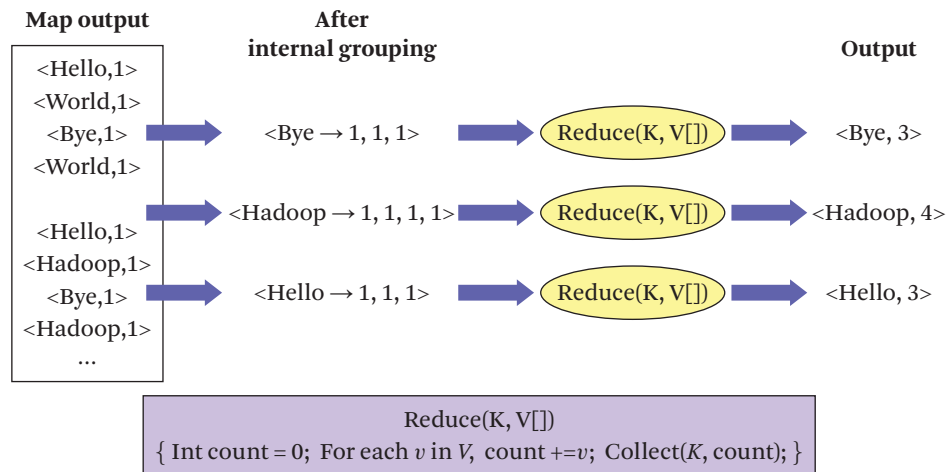 Map output
After
internal grouping
Output
<Hello,1>
<World,1>
<Bye,1>
<World,1>
<Hello,1>
<Hadoop,1>
<Bye,1>
<Hadoop,1>
...
<Bye → 1, 1, 1>
Reduce(K, V[])
<Bye, 3>
<Hadoop → 1, 1, 1, 1>
Reduce(K, V[])
<Hadoop, 4>
<Hello → 1, 1, 1>
Reduce(K, V[])
<Hello, 3>
Reduce(K, V[])
{ Int count = 0; For each v in V, count +=v; Collect(K, count); }